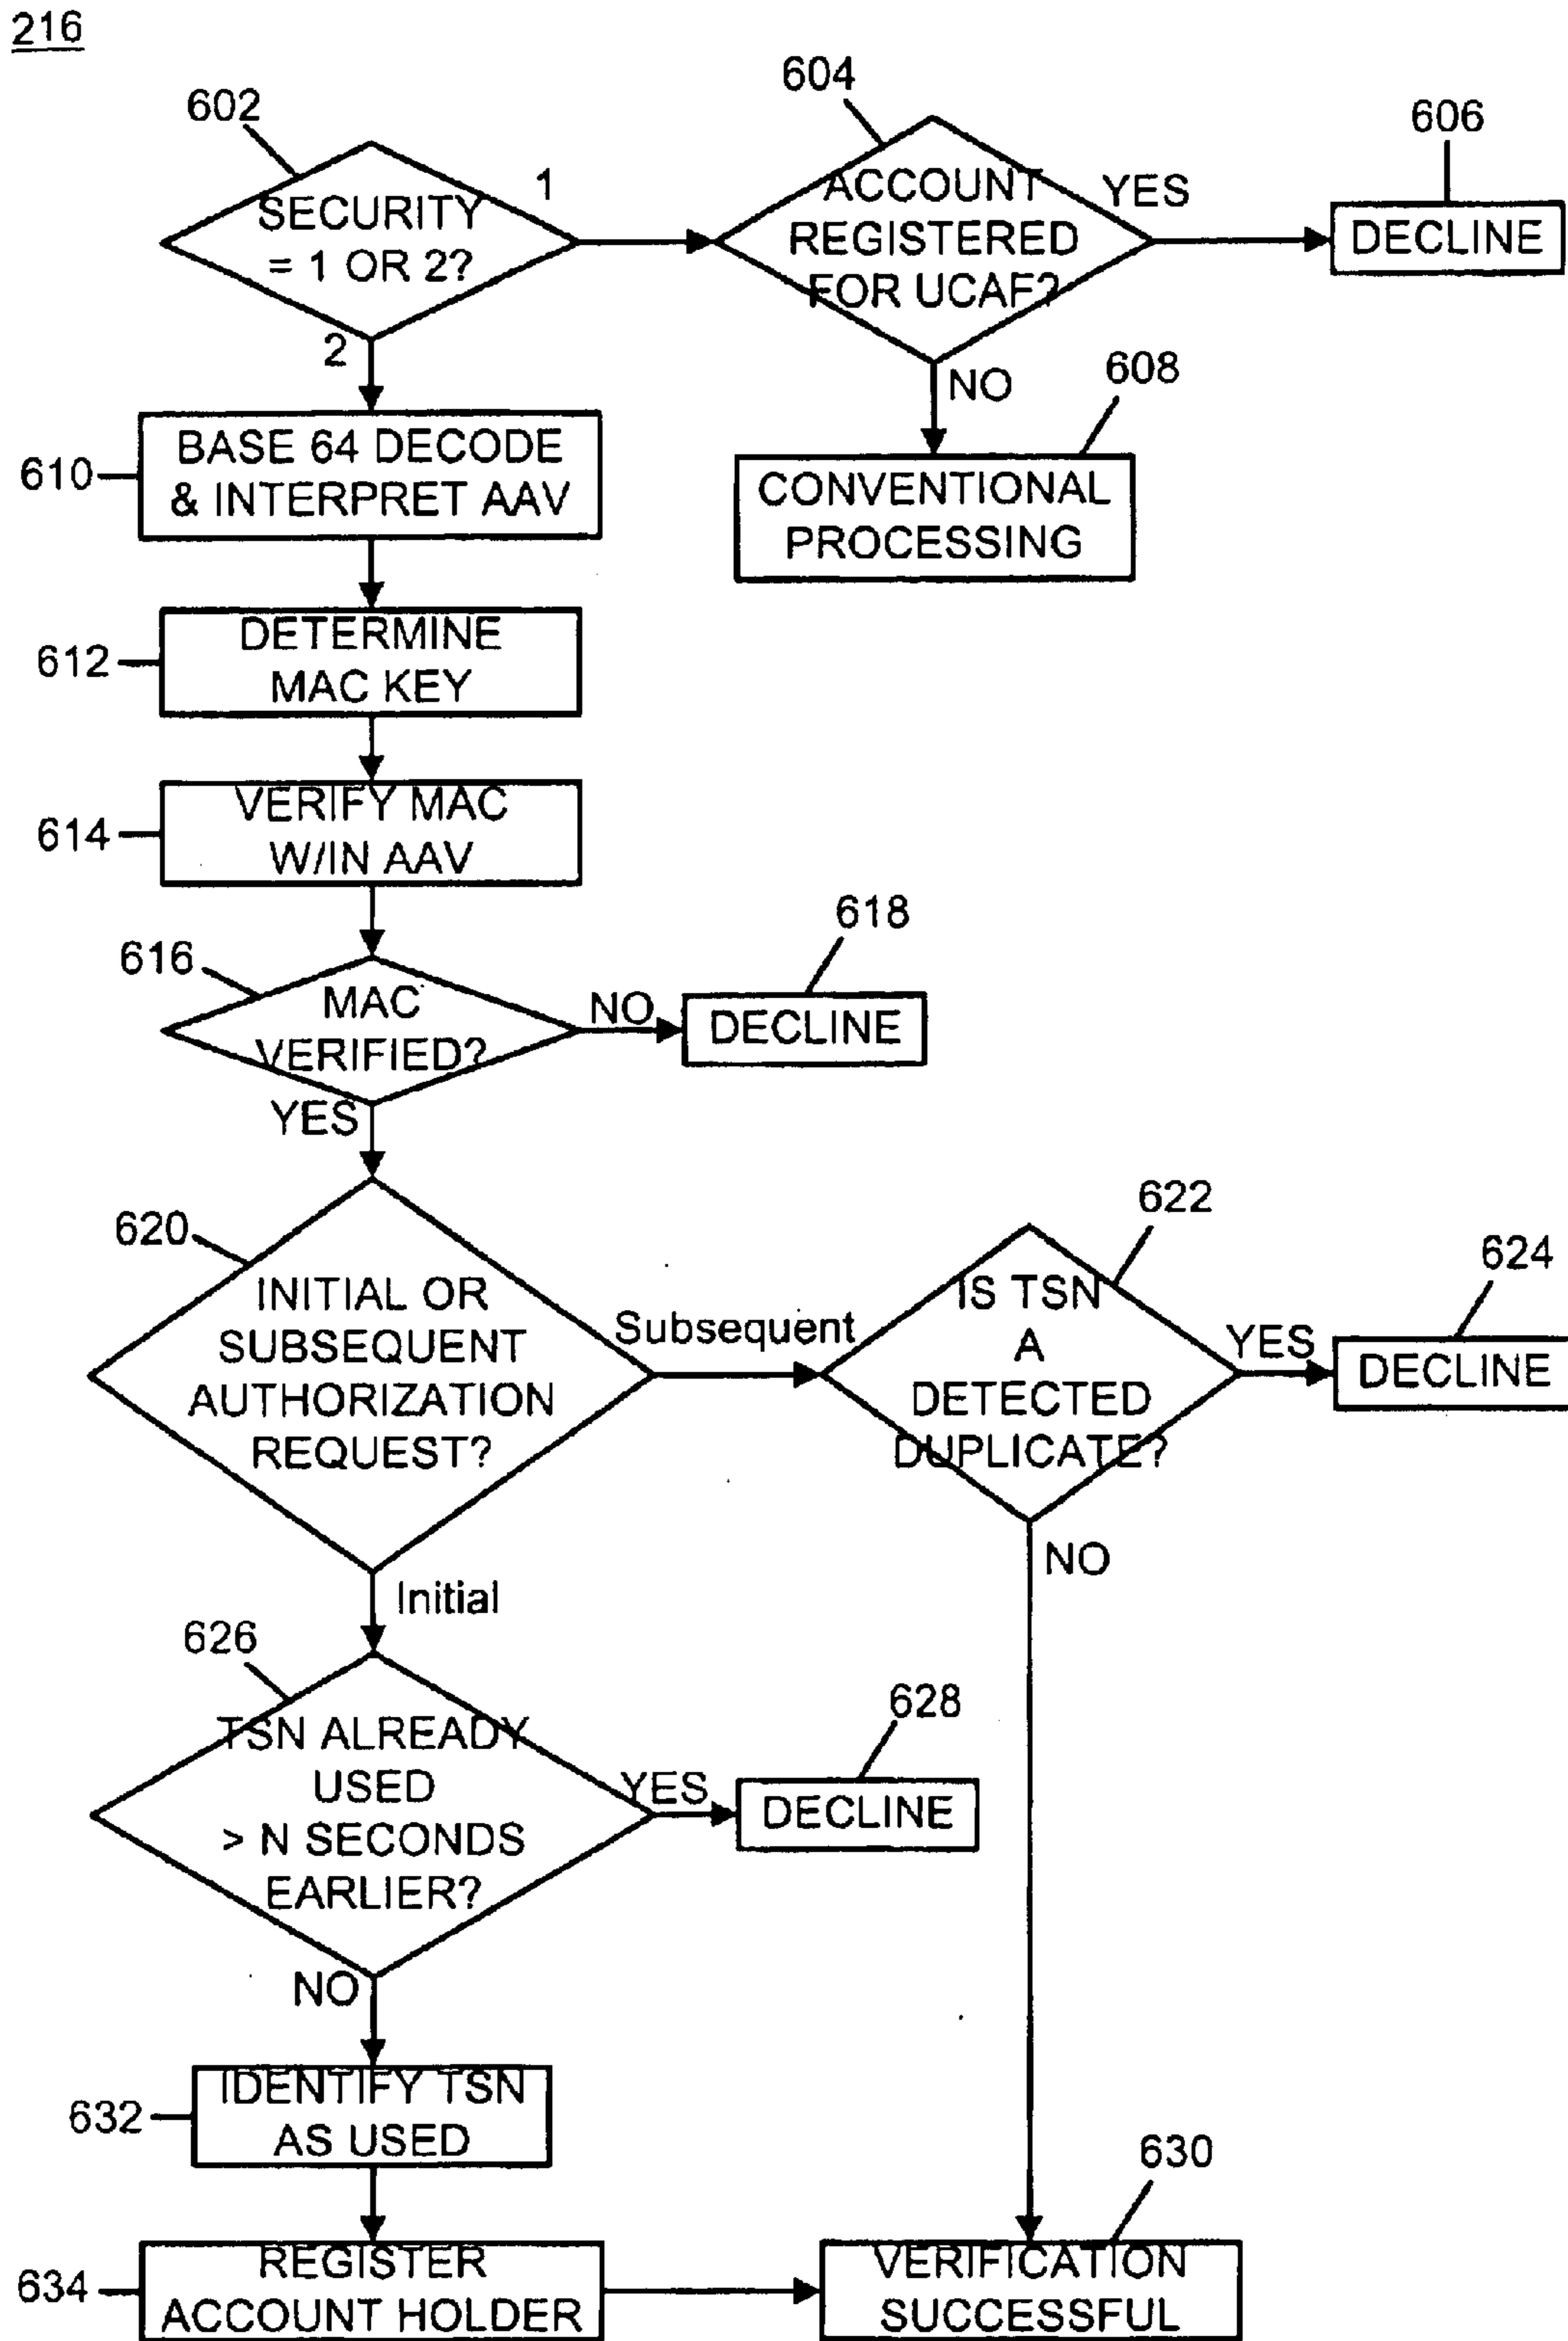 216
602
SECURITY
= 1 OR 2?
1
2
604
ACCOUNT
REGISTERED
FOR UCAF?
YES
NO
606
DECLINE
608
CONVENTIONAL
PROCESSING
610
BASE 64 DECODE
& INTERPRET AAV
612
DETERMINE
MAC KEY
614
VERIFY MAC
W/IN AAV
616
MAC
VERIFIED?
NO
YES
618
DECLINE
620
INITIAL OR
SUBSEQUENT
AUTHORIZATION
REQUEST?
Subsequent
Initial
622
IS TSN
A
DETECTED
DUPLICATE?
YES
NO
624
DECLINE
626
TSN ALREADY
USED
> N SECONDS
EARLIER?
YES
NO
628
DECLINE
632
IDENTIFY TSN
AS USED
634
REGISTER
ACCOUNT HOLDER
630
VERIFICATION
SUCCESSFUL